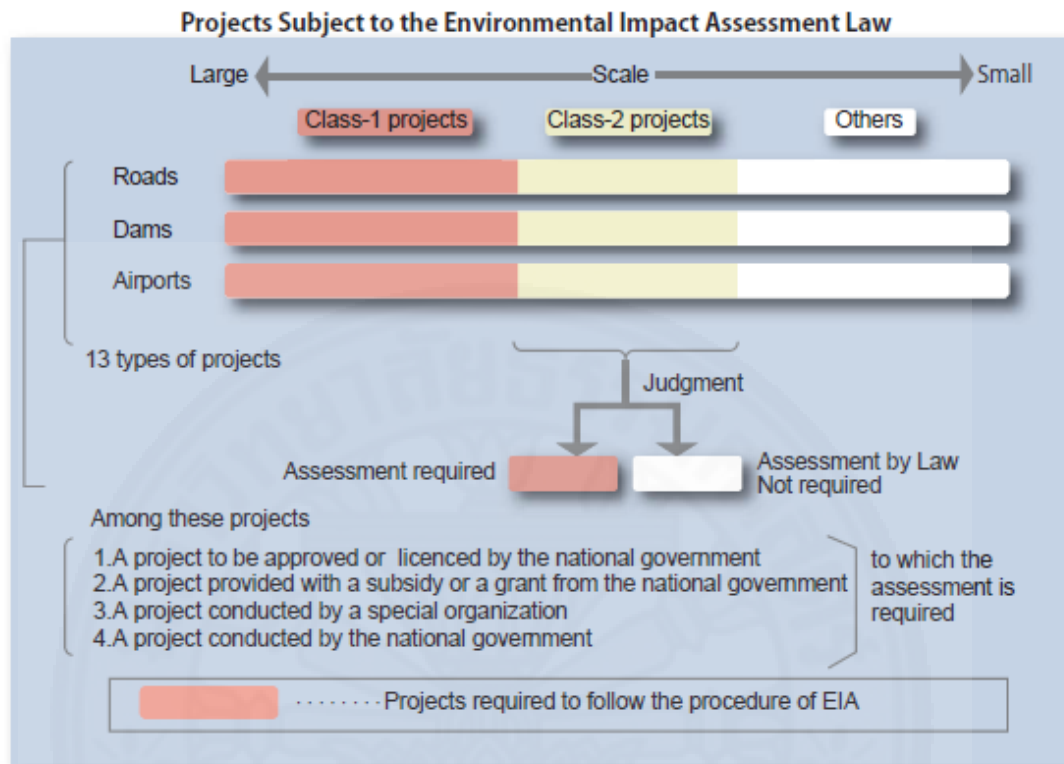 Projects Subject to the Environmental Impact Assessment Law
Large Scale Small
Class-1 projects Class-2 projects Others
Roads
Dams
Airports
13 types of projects
Judgment
Assessment required
Assessment by Law
Not required
Among these projects
1.A project to be approved or licenced by the national government
2.A project provided with a subsidy or a grant from the national government
3.A project conducted by a special organization
4.A project conducted by the national government
to which the
assessment is
required
........Projects required to follow the procedure of EIA